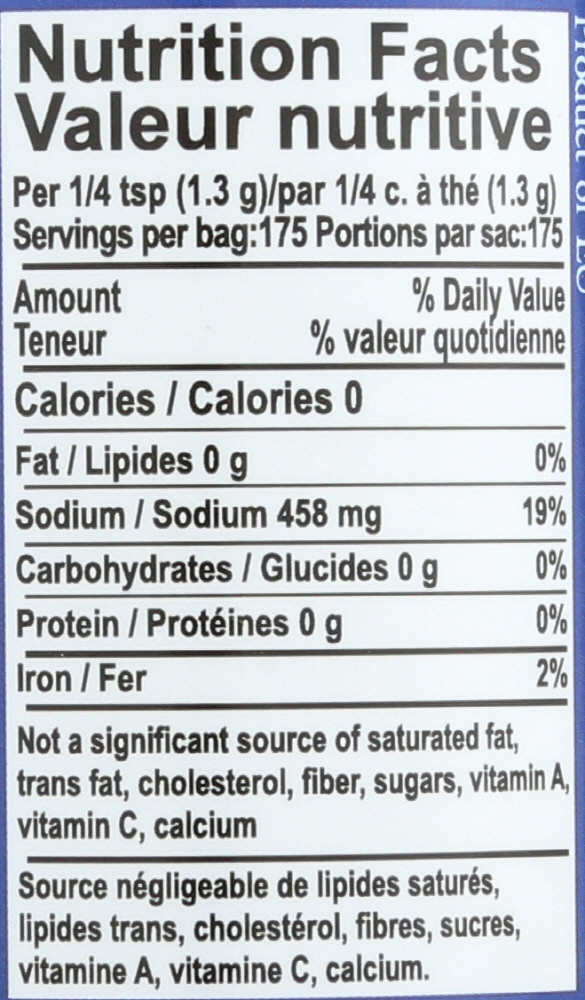 Nutrition Facts
Valeur nutritive
Per 1/4 tsp (1.3 g)/par 1/4 c. à thé (1.3 g)
Servings per bag:175 Portions par sac:175
Amount % Daily Value
Teneur % valeur quotidienne
Calories / Calories 0
Fat / Lipides 0 g 0%
Sodium / Sodium 458 mg 19%
Carbohydrates / Glucides 0 g 0%
Protein / Protéines 0 g 0%
Iron / Fer 2%
Not a significant source of saturated fat,
trans fat, cholesterol, fiber, sugars, vitamin A,
vitamin C, calcium
Source négligeable de lipides saturés,
lipides trans, cholestérol, fibres, sucres,
vitamine A, vitamine C, calcium.